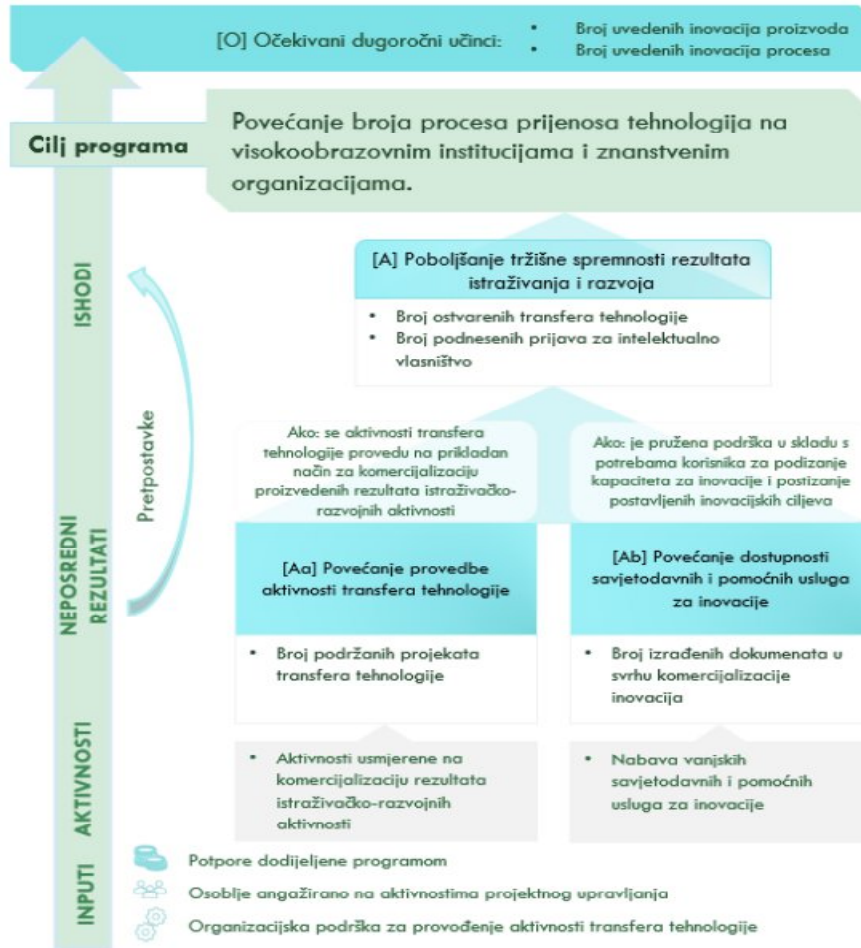 [O] Očekivani dugoročni učinci:
• Broj uvedenih inovacija proizvoda
• Broj uvedenih inovacija procesa
Cilj programa
Povećanje broja procesa prijenosa tehnologija na
visokoobrazovnim institucijama i znanstvenim
organizacijama.
ISHODI
[A] Poboljšanje tržišne spremnosti rezultata
istraživanja i razvoja
• Broj ostvarenih transfera tehnologije
• Broj podnesenih prijava za intelektualno
vlasništvo
Pretpostavke
Ako: se aktivnosti transfera
tehnologije provedu na prikladan
način za komercijalizaciju
proizvedenih rezultata istraživačko-
razvojnih aktivnosti
Ako: je pružena podrška u skladu s
potrebama korisnika za podizanje
kapaciteta za inovacije i postizanje
postavljenih inovacijskih ciljeva
NEPOSREDNI
REZULTATI
[Aa] Povećanje provedbe
aktivnosti transfera tehnologije
• Broj podržanih projekata
transfera tehnologije
[Ab] Povećanje dostupnosti
savjetodavnih i pomoćnih usluga
za inovacije
• Broj izrađenih dokumenata u
svrhu komercijalizacije
inovacija
AKTIVNOSTI
• Aktivnosti usmjerene na
komercijalizaciju rezultata
istraživačko-razvojnih
aktivnosti
• Nabava vanjskih
savjetodavnih i pomoćnih
usluga za inovacije
INPUTI
Potpore dodijeljene programom
Osoblje angažirano na aktivnostima projektnog upravljanja
Organizacijska podrška za provođenje aktivnosti transfera tehnologije